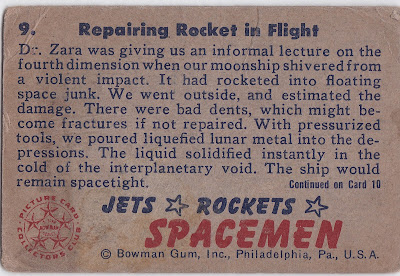 9. Repairing Rocket in Flight
Dr. Zara was giving us an informal lecture on the
fourth dimension when our moonship shivered from
a violent impact. It had rocketed into floating
space junk. We went outside, and estimated the
damage. There were bad dents, which might be-
come fractures if not repaired. With pressurized
tools, we poured liquefied lunar metal into the de-
pressions. The liquid solidified instantly in the
cold of the interplanetary void. The ship would
remain spacetight. Continued on Card 10
JETS ROCKETS
SPACEMEN
PICTURE CARD
COLLECTORS CLUB
© Bowman Gum, Inc., Philadelphia, Pa., U.S.A.